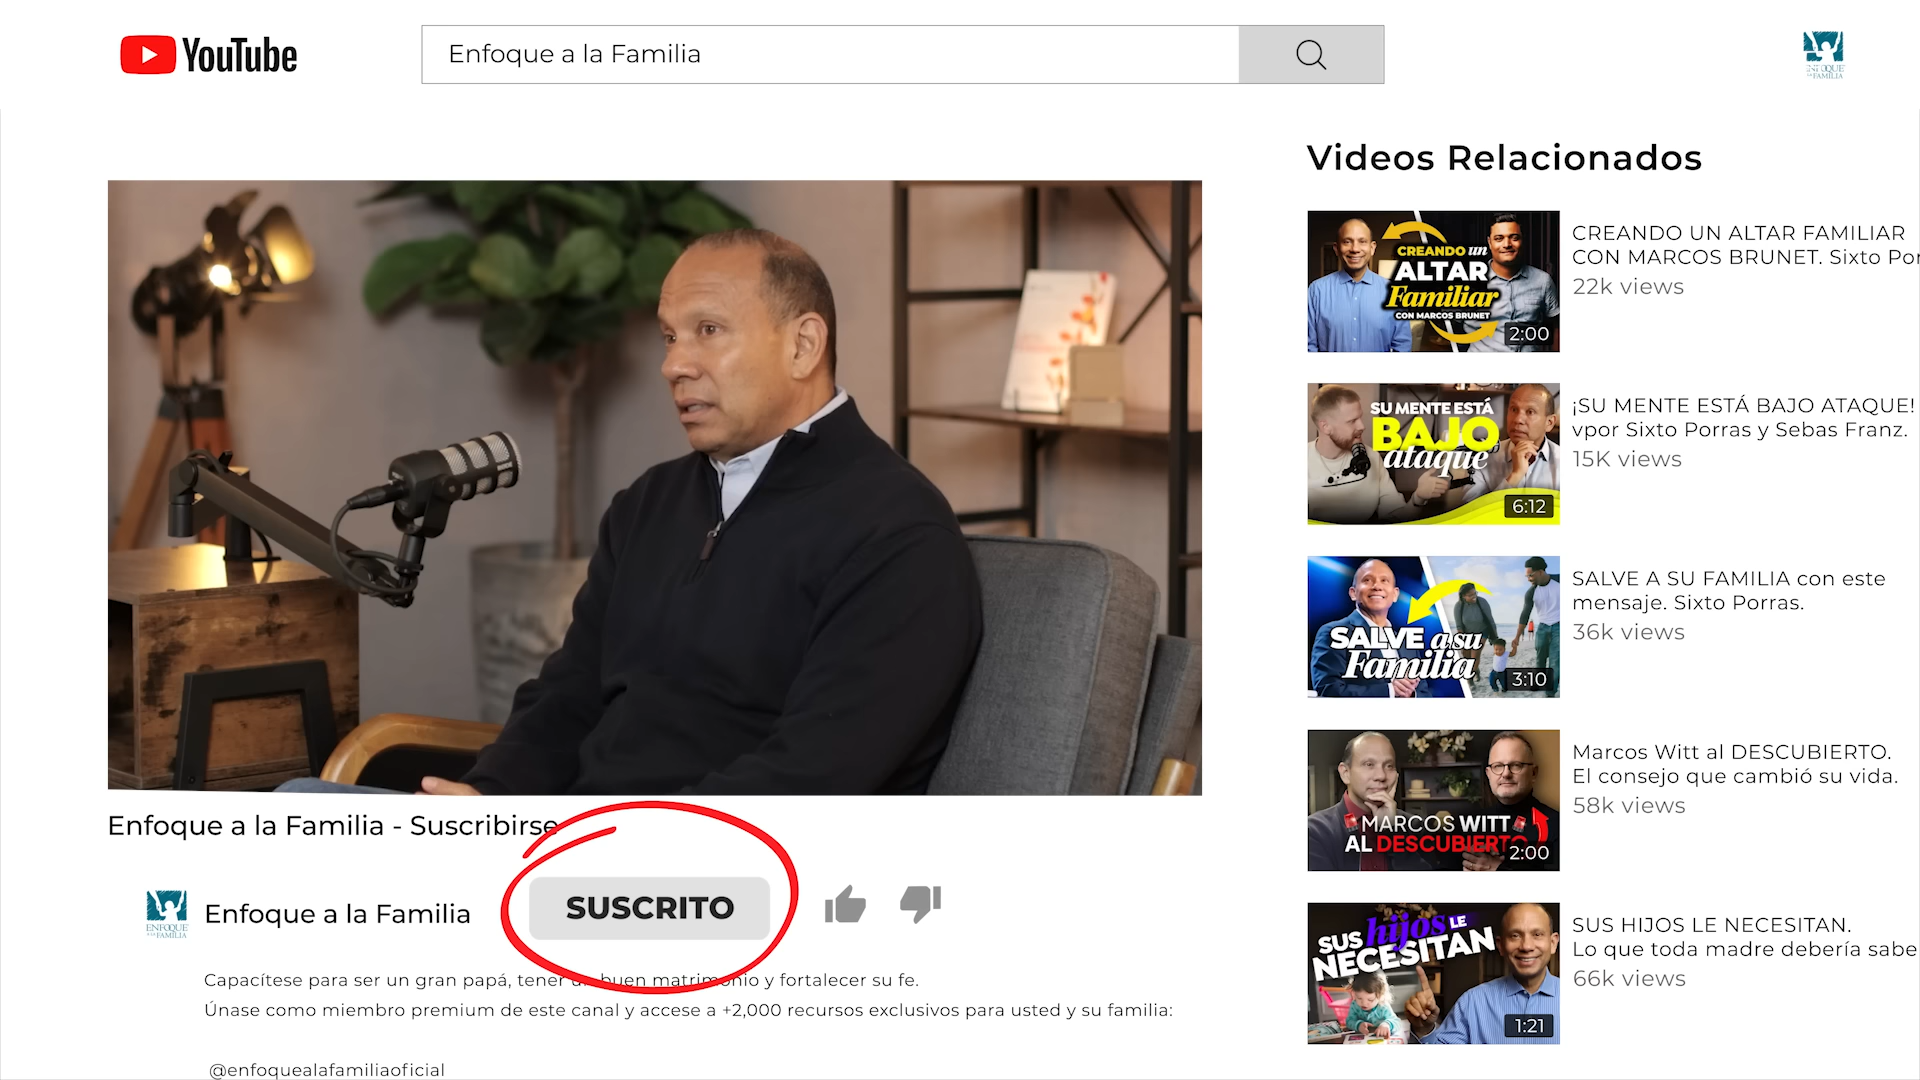 YouTube
Enfoque a la Familia
ENFOQUE
A LA FAMILIA
Videos Relacionados
CREANDO un
ALTAR
Familiar
CON MARCOS BRUNET
2:00
CREANDO UN ALTAR FAMILIAR
CON MARCOS BRUNET. Sixto Por
22k views
SU MENTE ESTÁ
BAJO
ataque
6:12
¡SU MENTE ESTÁ BAJO ATAQUE!
vpor Sixto Porras y Sebas Franz.
15K views
SALVE a su
Familia
3:10
SALVE A SU FAMILIA con este
mensaje. Sixto Porras.
36k views
MARCOS WITT
AL DESCUBIERTO
2:00
Marcos Witt al DESCUBIERTO.
El consejo que cambió su vida.
58k views
SUS hijos LE
NECESITAN
1:21
SUS HIJOS LE NECESITAN.
Lo que toda madre debería sabe
66k views
Enfoque a la Familia - Suscribirse
ENFOQUE
A LA FAMILIA
Enfoque a la Familia
SUSCRITO
Capacítese para ser un gran papá, tener un buen matrimonio y fortalecer su fe.
Únase como miembro premium de este canal y accese a +2,000 recursos exclusivos para usted y su familia:
@enfoquealafamiliaoficial